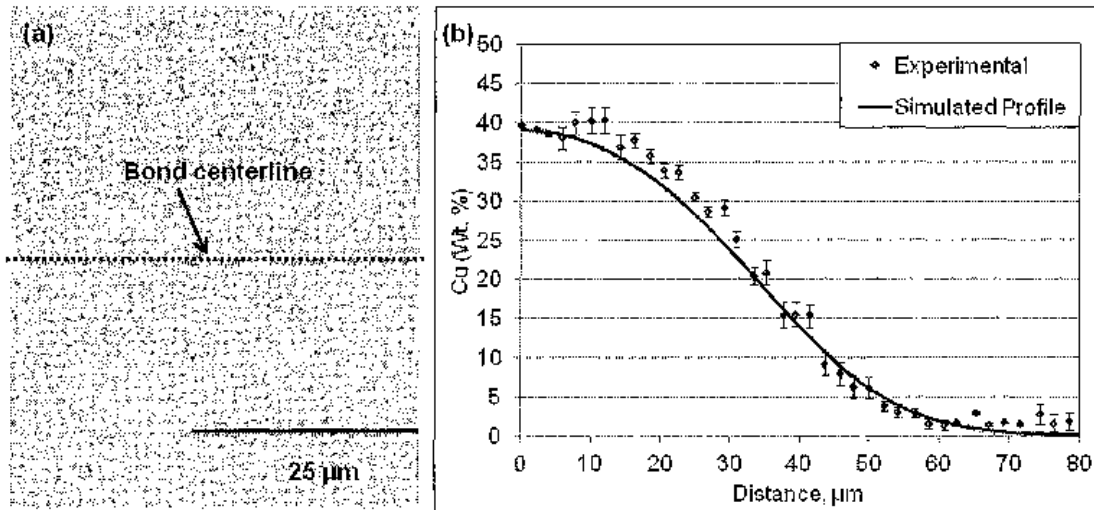 (a)
Bond centerline
25 µm
(b)
50
45
40
35
30
25
20
15
10
5
0
Cu (Wt. %)
Experimental
Simulated Profile
0 10 20 30 40 50 60 70 80
Distance, µm